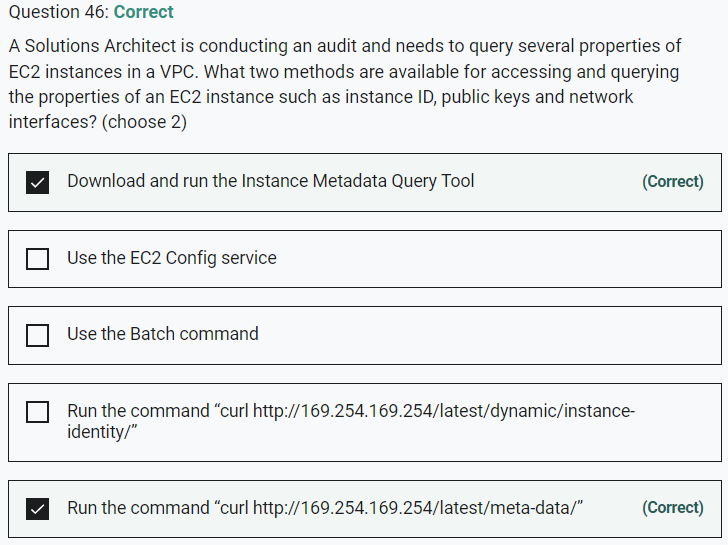 Question 46: Correct
A Solutions Architect is conducting an audit and needs to query several properties of
EC2 instances in a VPC. What two methods are available for accessing and querying
the properties of an EC2 instance such as instance ID, public keys and network
interfaces? (choose 2)
Download and run the Instance Metadata Query Tool (Correct)
Use the EC2 Config service
Use the Batch command
Run the command “curl http://169.254.169.254/latest/dynamic/instance-
identity/”
Run the command “curl http://169.254.169.254/latest/meta-data/” (Correct)